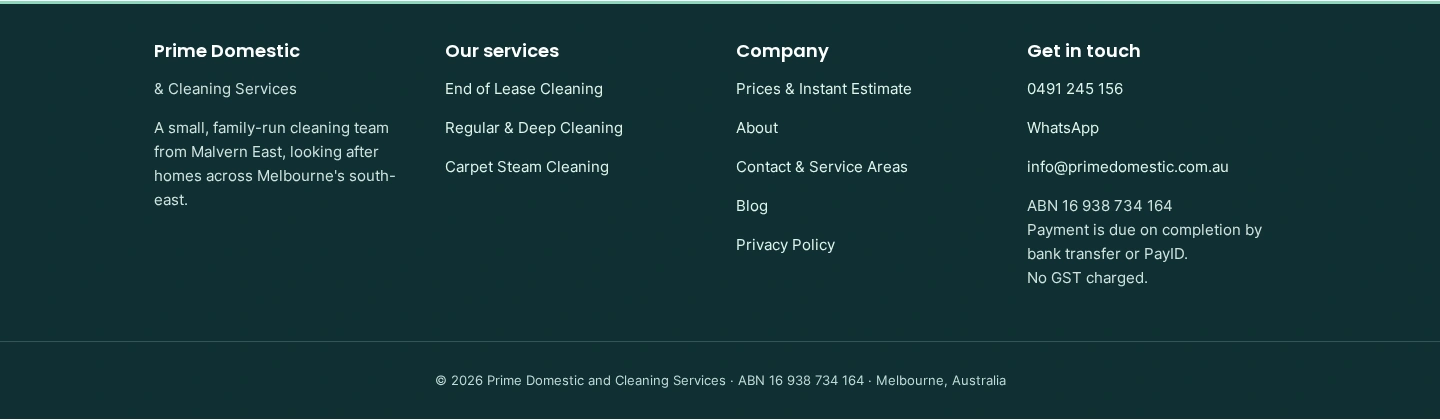 Prime Domestic
& Cleaning Services
A small, family-run cleaning team
from Malvern East, looking after
homes across Melbourne's south-
east.
Our services
End of Lease Cleaning
Regular & Deep Cleaning
Carpet Steam Cleaning
Company
Prices & Instant Estimate
About
Contact & Service Areas
Blog
Privacy Policy
Get in touch
0491 245 156
WhatsApp
info@primedomestic.com.au
ABN 16 938 734 164
Payment is due on completion by
bank transfer or PayID.
No GST charged.
© 2026 Prime Domestic and Cleaning Services · ABN 16 938 734 164 · Melbourne, Australia